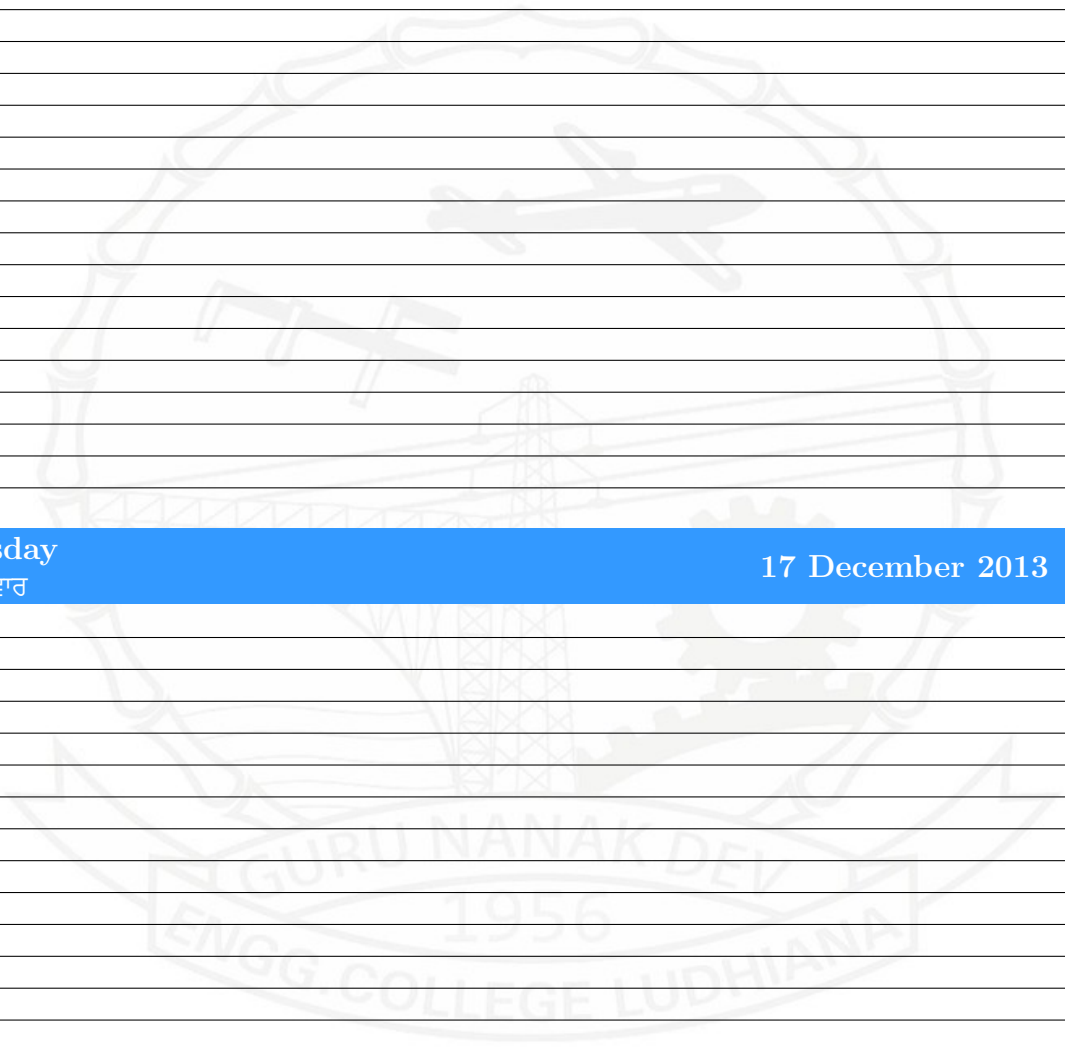 sday
ਵਾਰ
17 December 2013
GURU NANAK DEV
1956
ENGG. COLLEGE LUDHIANA